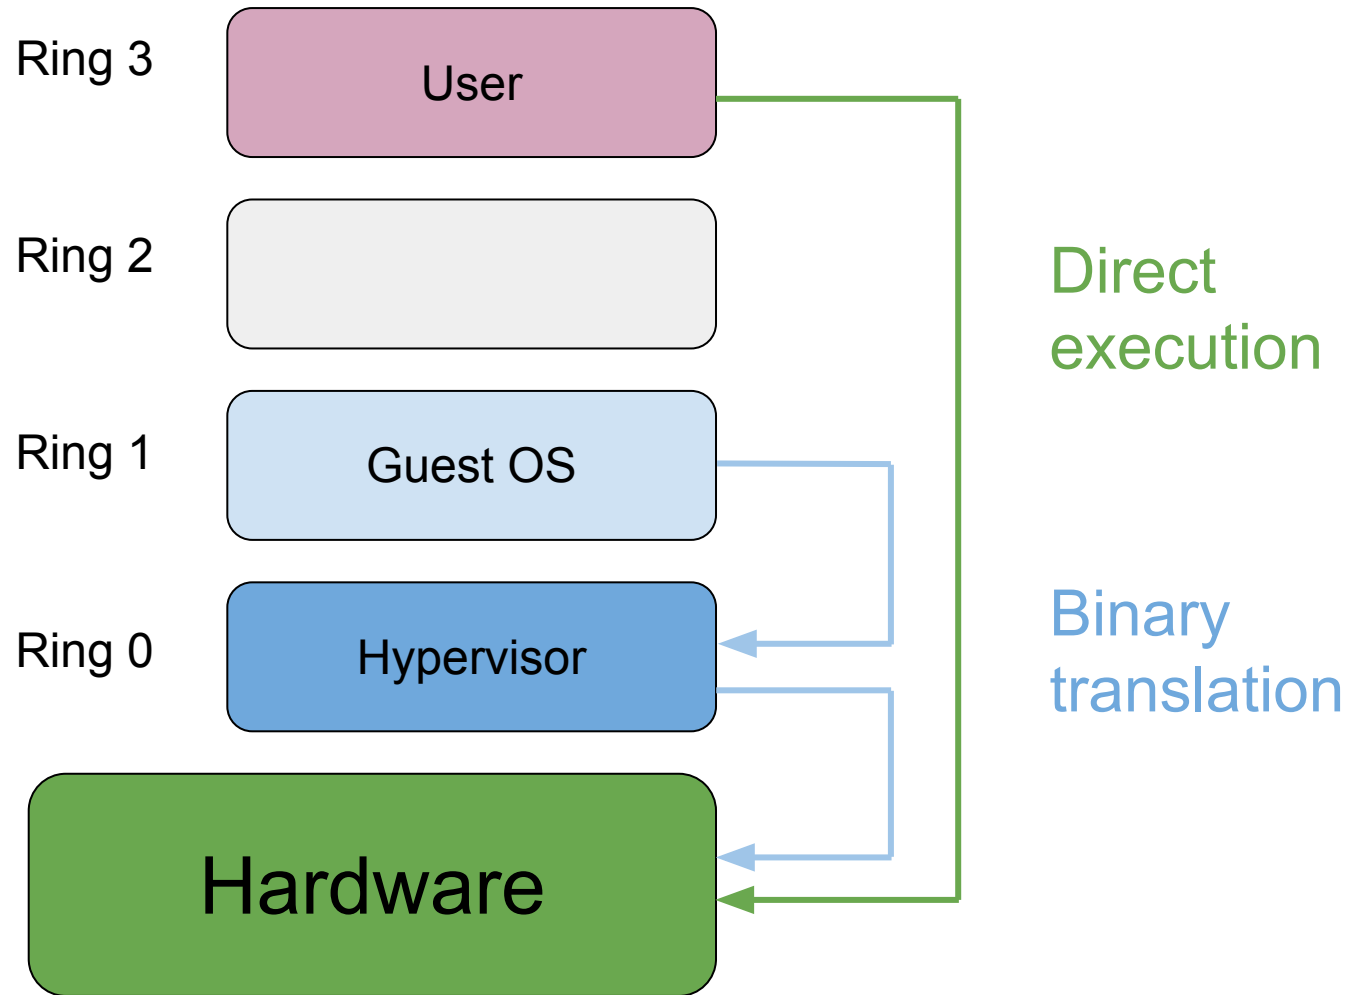 Ring 3
User
Ring 2
Direct
execution
Ring 1
Guest OS
Ring 0
Hypervisor
Binary
translation
Hardware